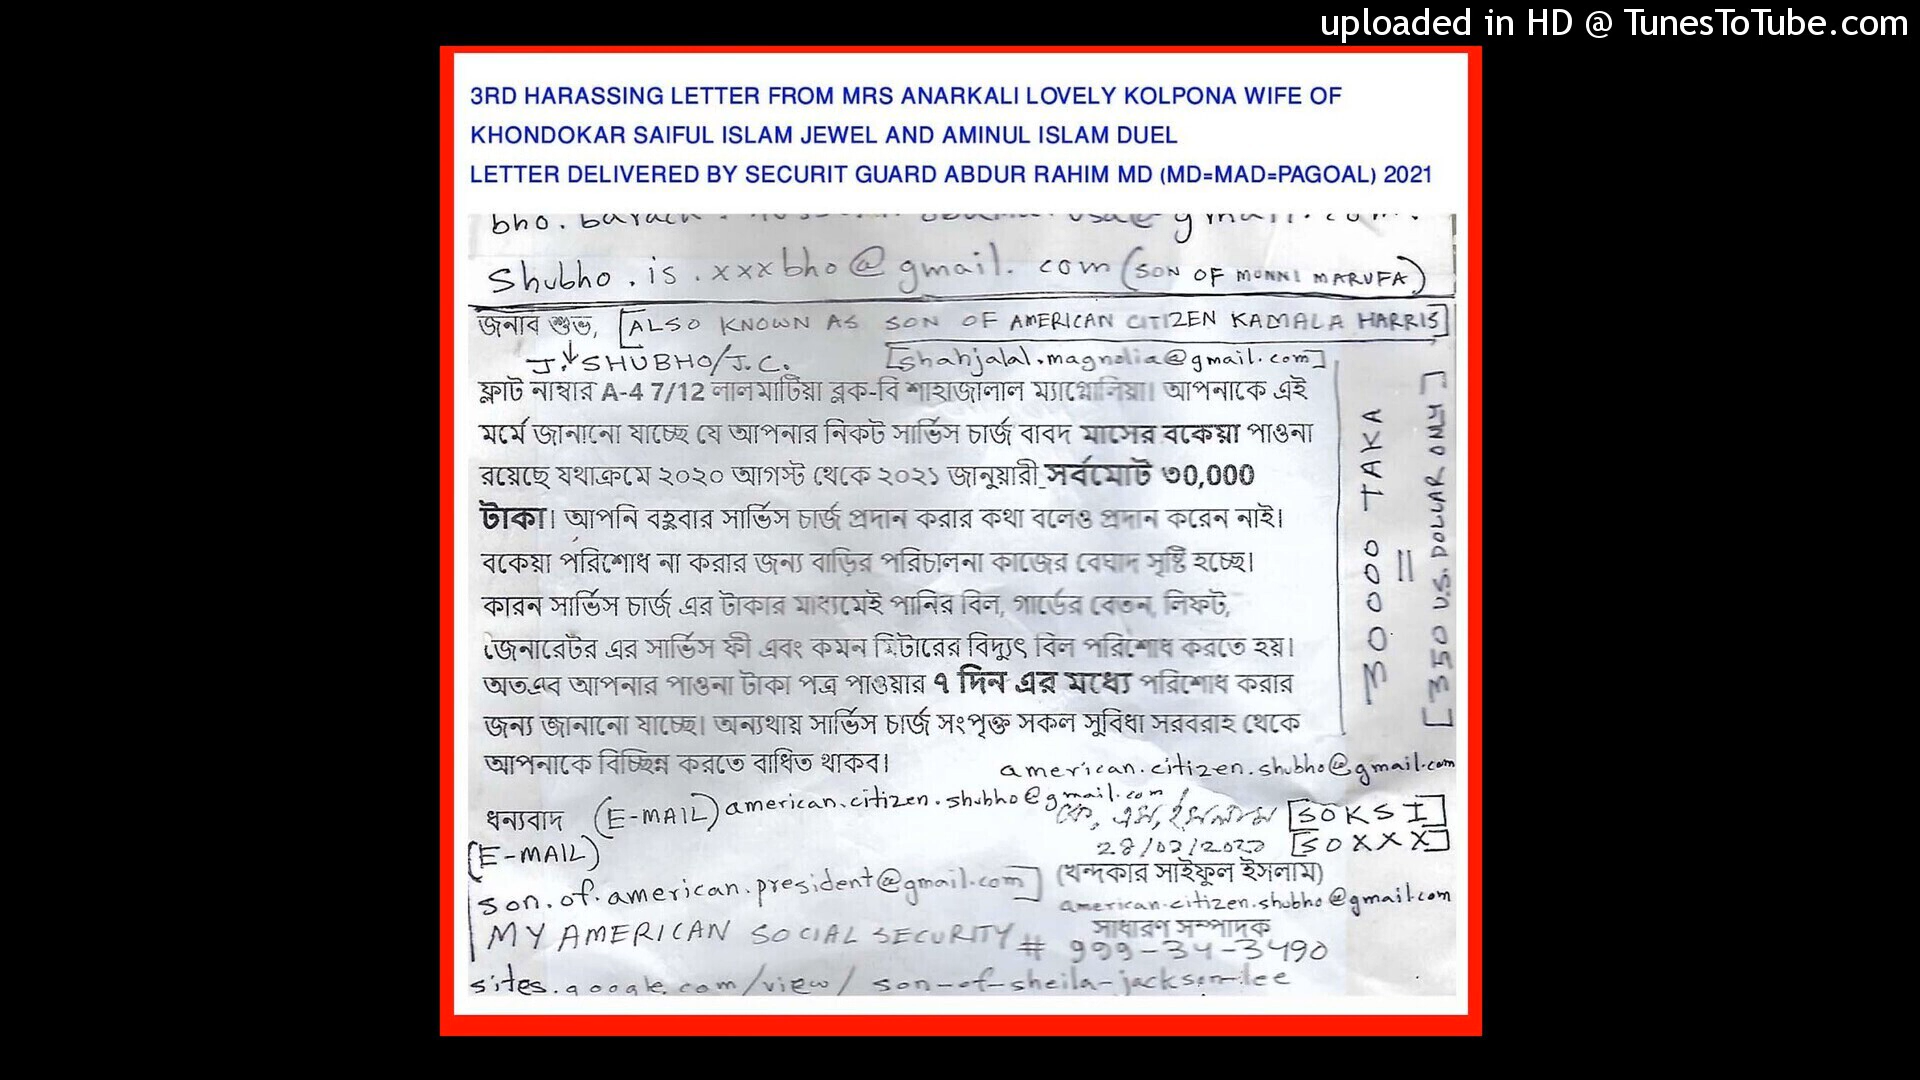 uploaded in HD @ TunesToTube.com
3RD HARASSING LETTER FROM MRS ANARKALI LOVELY KOLPONA WIFE OF
KHONDOKAR SAIFUL ISLAM JEWEL AND AMINUL ISLAM DUEL
LETTER DELIVERED BY SECURIT GUARD ABDUR RAHIM MD (MD=MAD=PAGOAL) 2021
Shubho.is.xxxbho@gmail.com (SON OF MUNNI MARUFA)
জনাব শুভ, [ALSO KNOWN AS SON OF AMERICAN CITIZEN KAMALA HARRIS]
J. SHUBHO/J.C. [shahjalal.magnolia@gmail.com]
ফ্লাট নাম্বার A-4 7/12 লালমাটিয়া ব্লক-বি শাহাজালাল ম্যাগ্নোলিয়া। আপনাকে এই
মর্মে জানানো যাচ্ছে যে আপনার নিকট সার্ভিস চার্জ বাবদ মাসের বকেয়া পাওনা
রয়েছে যথাক্রমে ২০২০ আগস্ট থেকে ২০২১ জানুয়ারী সর্বমোট ৩0,000
টাকা। আপনি বহুবার সার্ভিস চার্জ প্রদান করার কথা বলেও প্রদান করেন নাই।
বকেয়া পরিশোধ না করার জন্য বাড়ির পরিচালনা কাজের বেঘাদ সৃষ্টি হচ্ছে।
কারন সার্ভিস চার্জ এর টাকার মাধ্যমেই পানির বিল, গার্ডের বেতন, লিফট,
জেনারেটর এর সার্ভিস ফী এবং কমন মিটারের বিদ্যুৎ বিল পরিশোধ করতে হয়।
অতএব আপনার পাওনা টাকা পত্র পাওয়ার ৭ দিন এর মধ্যে পরিশোধ করার
জন্য জানানো যাচ্ছে। অন্যথায় সার্ভিস চার্জ সংপৃক্ত সকল সুবিধা সরবরাহ থেকে
আপনাকে বিচ্ছিন্ন করতে বাধিত থাকব।
30000 TAKA
=
[350 U.S. DOLLAR ONLY]
american.citizen.shubho@gmail.com
ধন্যবাদ (E-MAIL) american.citizen.shubho@gmail.com
কে, এস, ইসলাম [SOKSI]
[SOXXX]
(E-MAIL)
(খন্দকার সাইফুল ইসলাম)
son.of.american.president@gmail.com]
american.citizen.shubho@gmail.com
সাধারণ সম্পাদক
MY AMERICAN SOCIAL SECURITY # 999-34-3490
sites.google.com/view/son-of-sheila-jackson-lee